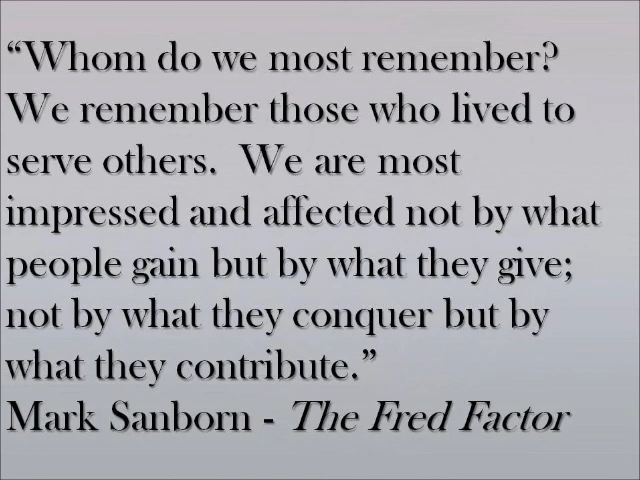 “Whom do we most remember?
We remember those who lived to
serve others.  We are most
impressed and affected not by what
people gain but by what they give;
not by what they conquer but by
what they contribute.”
Mark Sanborn - The Fred Factor